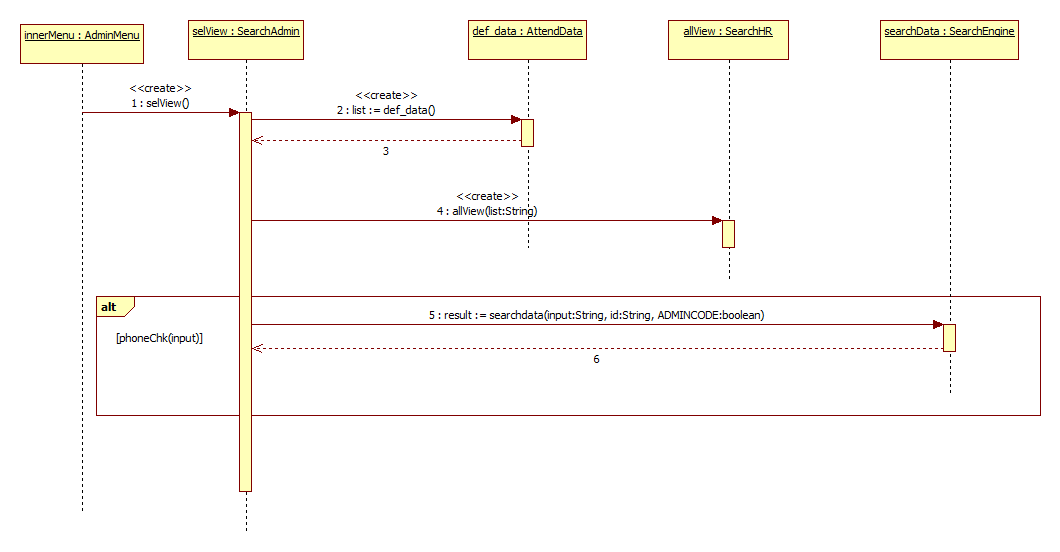 innerMenu : AdminMenu
selView : SearchAdmin
def_data : AttendData
allView : SearchHR
searchData : SearchEngine
<<create>>
1 : selView()
<<create>>
2 : list := def_data()
3
<<create>>
4 : allView(list:String)
alt
5 : result := searchdata(input:String, id:String, ADMINCODE:boolean)
[phoneChk(input)]
6